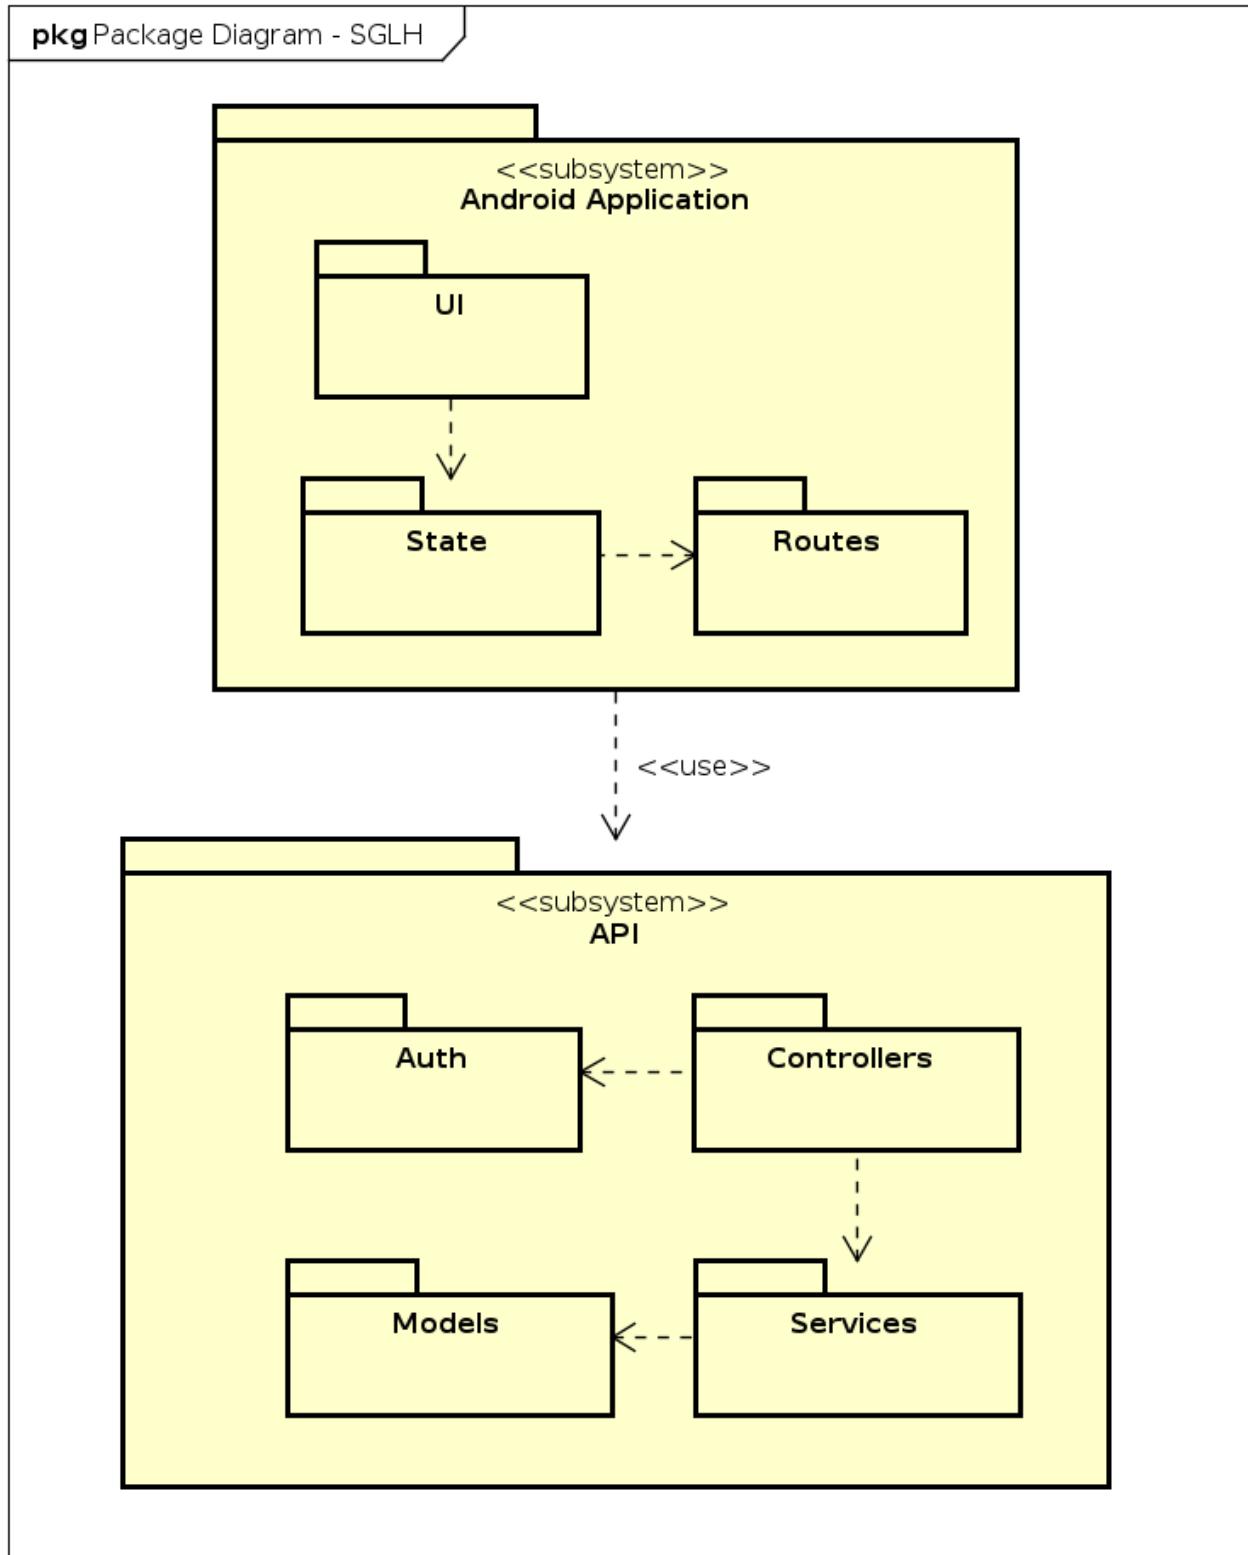 pkg Package Diagram - SGLH
<<subsystem>>
Android Application
UI
State
Routes
<<use>>
<<subsystem>>
API
Auth
Controllers
Models
Services